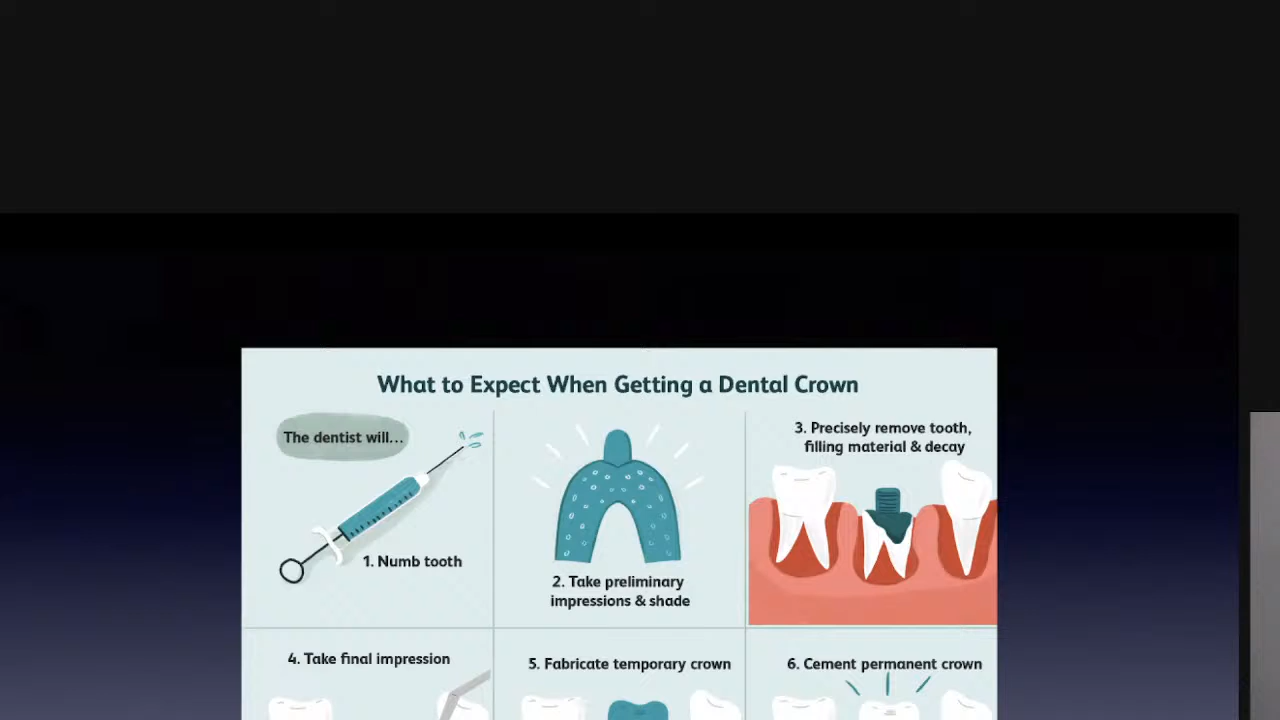 What to Expect When Getting a Dental Crown
The dentist will...
1. Numb tooth
2. Take preliminary
impressions & shade
3. Precisely remove tooth,
filling material & decay
4. Take final impression
5. Fabricate temporary crown
6. Cement permanent crown